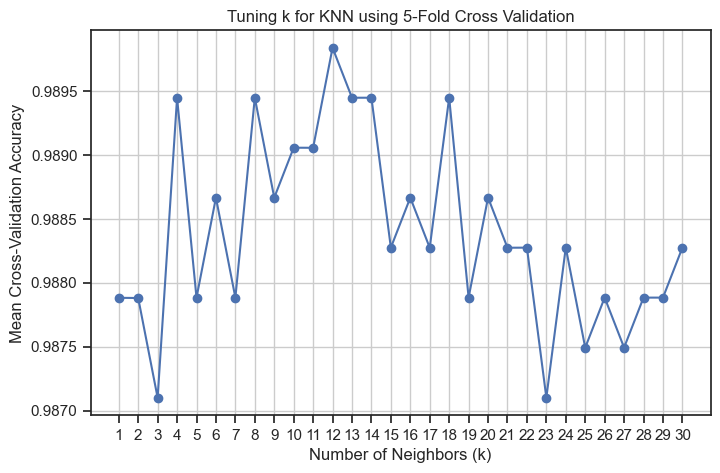 Tuning k for KNN using 5-Fold Cross Validation
Mean Cross-Validation Accuracy
0.9895
0.9890
0.9885
0.9880
0.9875
0.9870
1 2 3 4 5 6 7 8 9 10 11 12 13 14 15 16 17 18 19 20 21 22 23 24 25 26 27 28 29 30
Number of Neighbors (k)